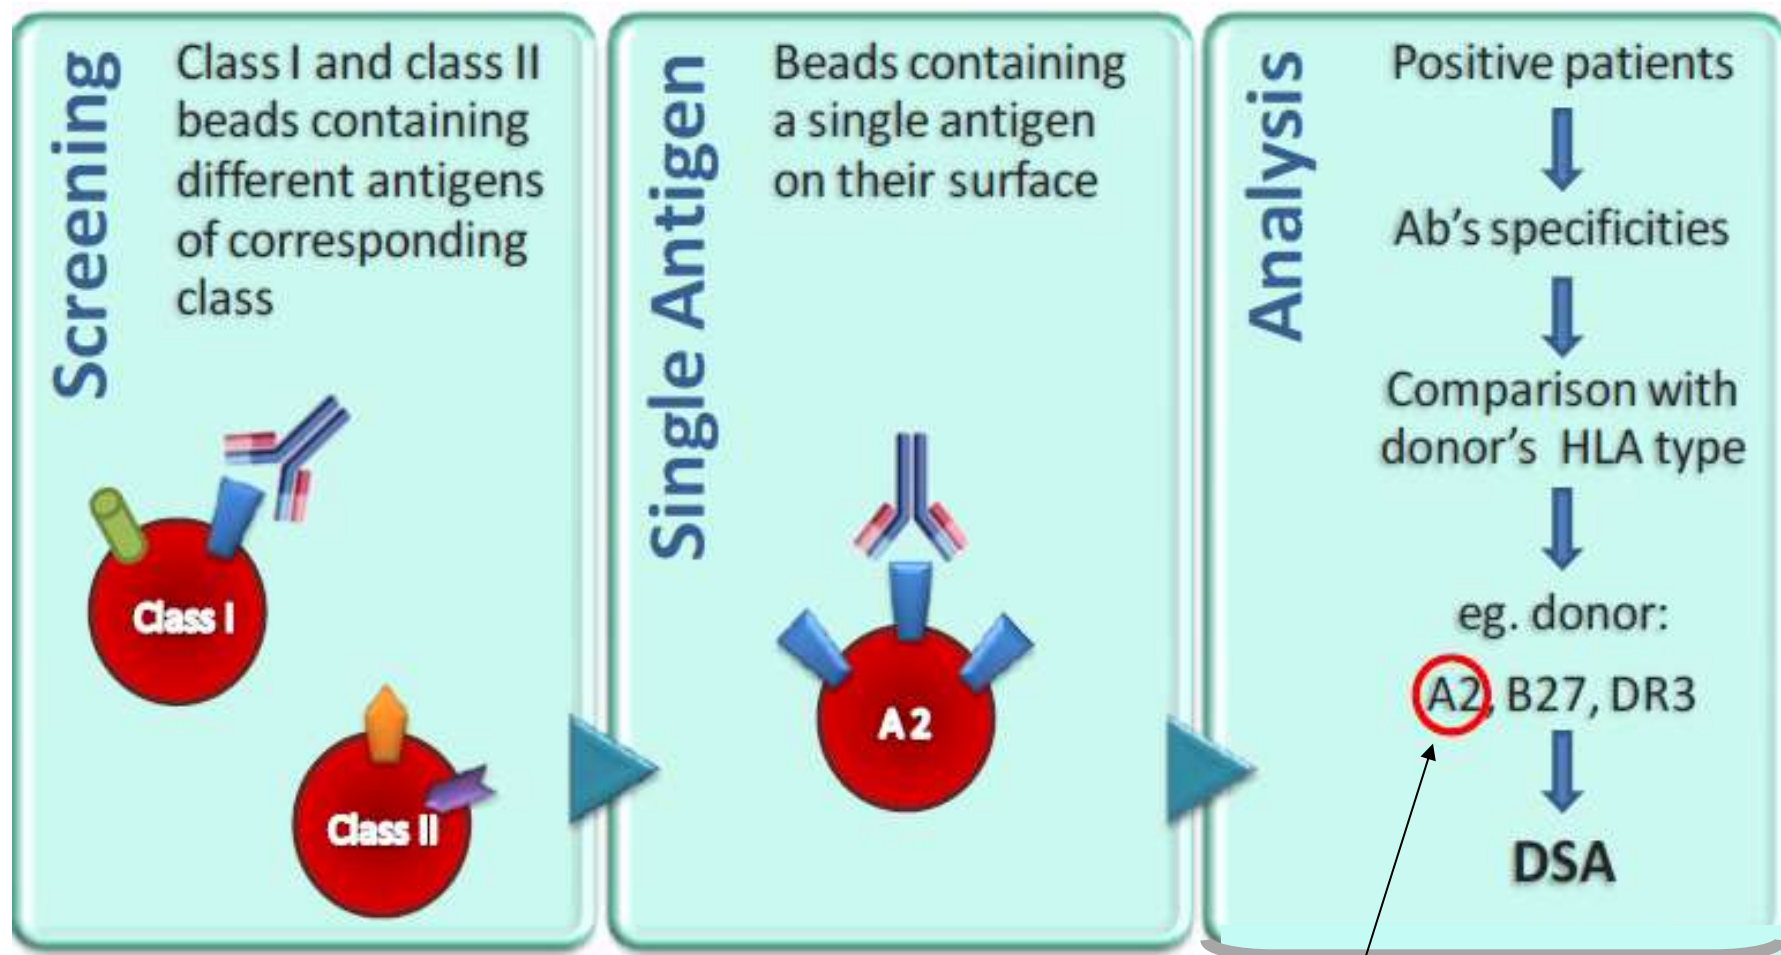 Screening
Class I and class II
beads containing
different antigens
of corresponding
class
Class I
Class II
Single Antigen
Beads containing
a single antigen
on their surface
A2
Analysis
Positive patients
Ab's specificities
Comparison with
donor's HLA type
eg. donor:
A2, B27, DR3
DSA